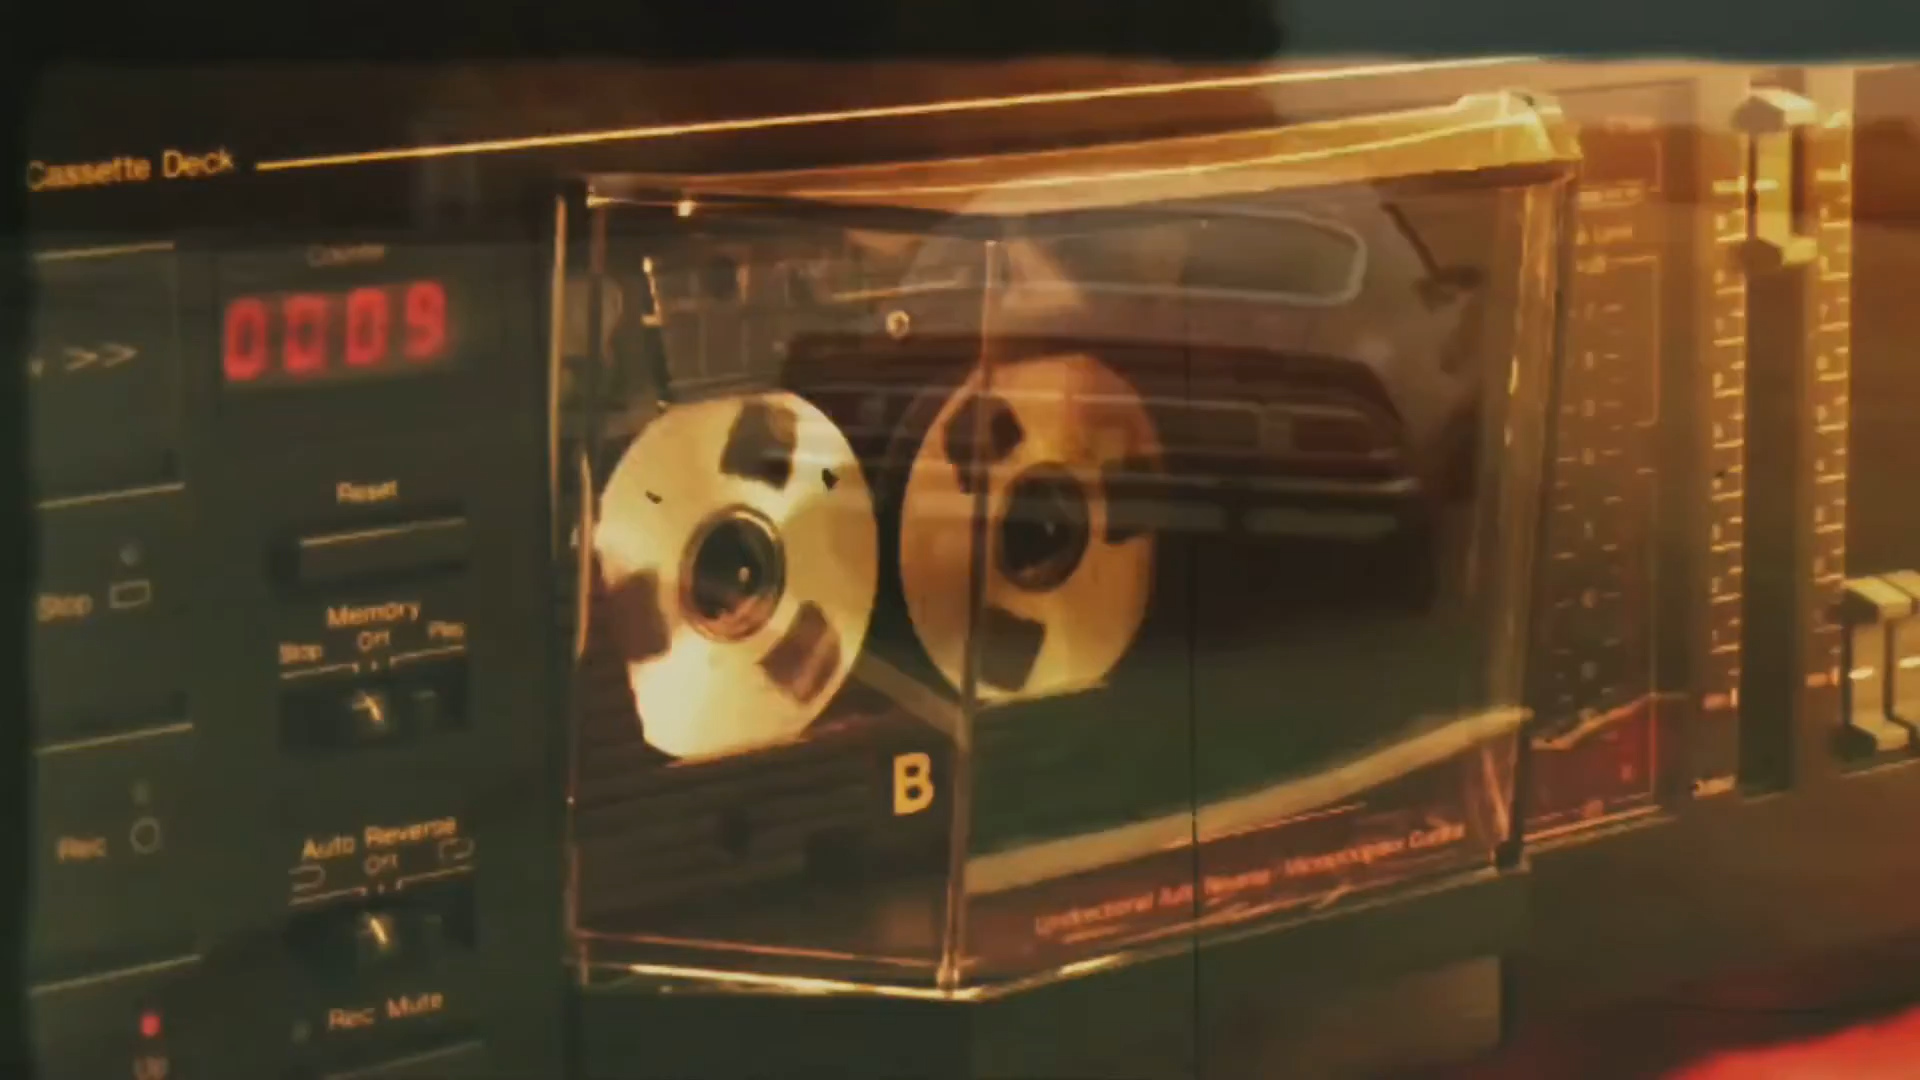 Cassette Deck
Counter
0009
>>
Reset
Stop
Memory
Stop Off Play
Rec
Auto Reverse
Off
B
Unidirectional Auto Reverse
Rec Mute